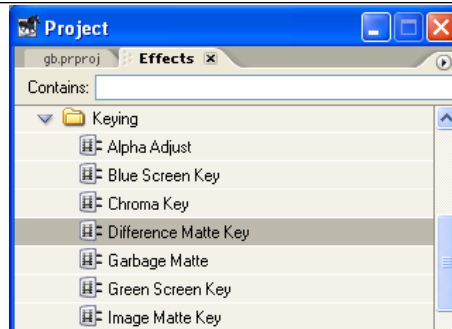 Project
gb.prproj Effects x
Contains:
Keying
Alpha Adjust
Blue Screen Key
Chroma Key
Difference Matte Key
Garbage Matte
Green Screen Key
Image Matte Key